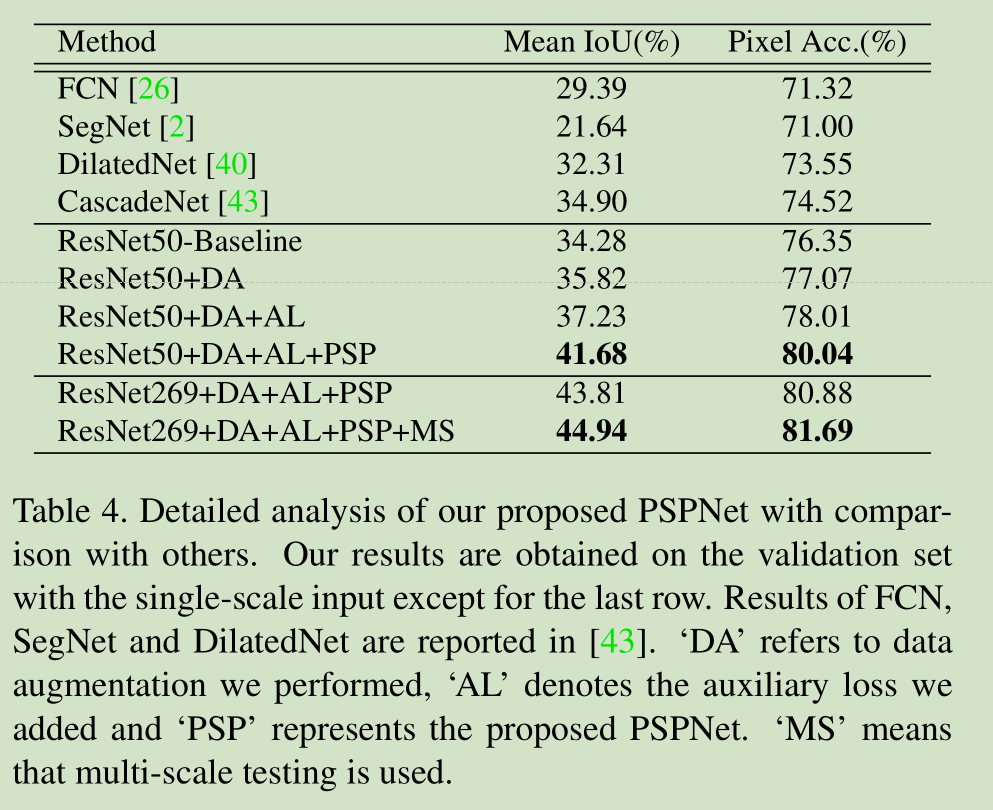 Method Mean IoU(%) Pixel Acc.(%)
FCN [26] 29.39 71.32
SegNet [2] 21.64 71.00
DilatedNet [40] 32.31 73.55
CascadeNet [43] 34.90 74.52
ResNet50-Baseline 34.28 76.35
ResNet50+DA 35.82 77.07
ResNet50+DA+AL 37.23 78.01
ResNet50+DA+AL+PSP 41.68 80.04
ResNet269+DA+AL+PSP 43.81 80.88
ResNet269+DA+AL+PSP+MS 44.94 81.69
Table 4. Detailed analysis of our proposed PSPNet with compar-
ison with others. Our results are obtained on the validation set
with the single-scale input except for the last row. Results of FCN,
SegNet and DilatedNet are reported in [43]. ‘DA’ refers to data
augmentation we performed, ‘AL’ denotes the auxiliary loss we
added and ‘PSP’ represents the proposed PSPNet. ‘MS’ means
that multi-scale testing is used.